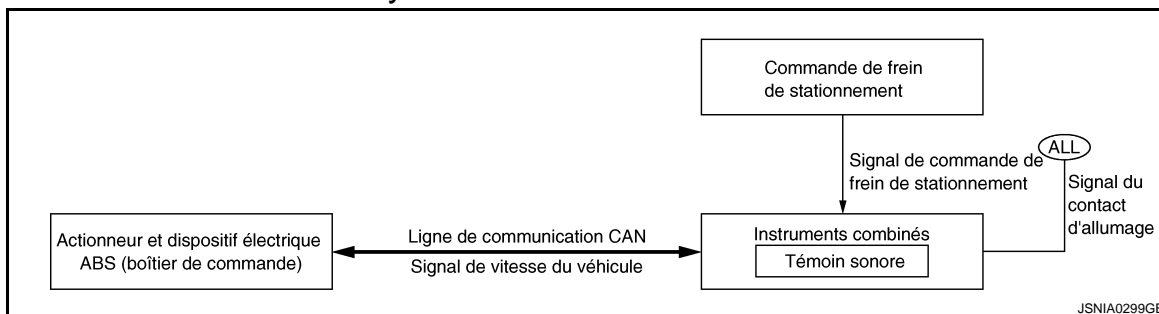 Commande de frein
de stationnement
ALL
Signal de commande de
frein de stationnement
Signal du
contact
d'allumage
Actionneur et dispositif électrique
ABS (boîtier de commande)
Ligne de communication CAN
Signal de vitesse du véhicule
Instruments combinés
Témoin sonore